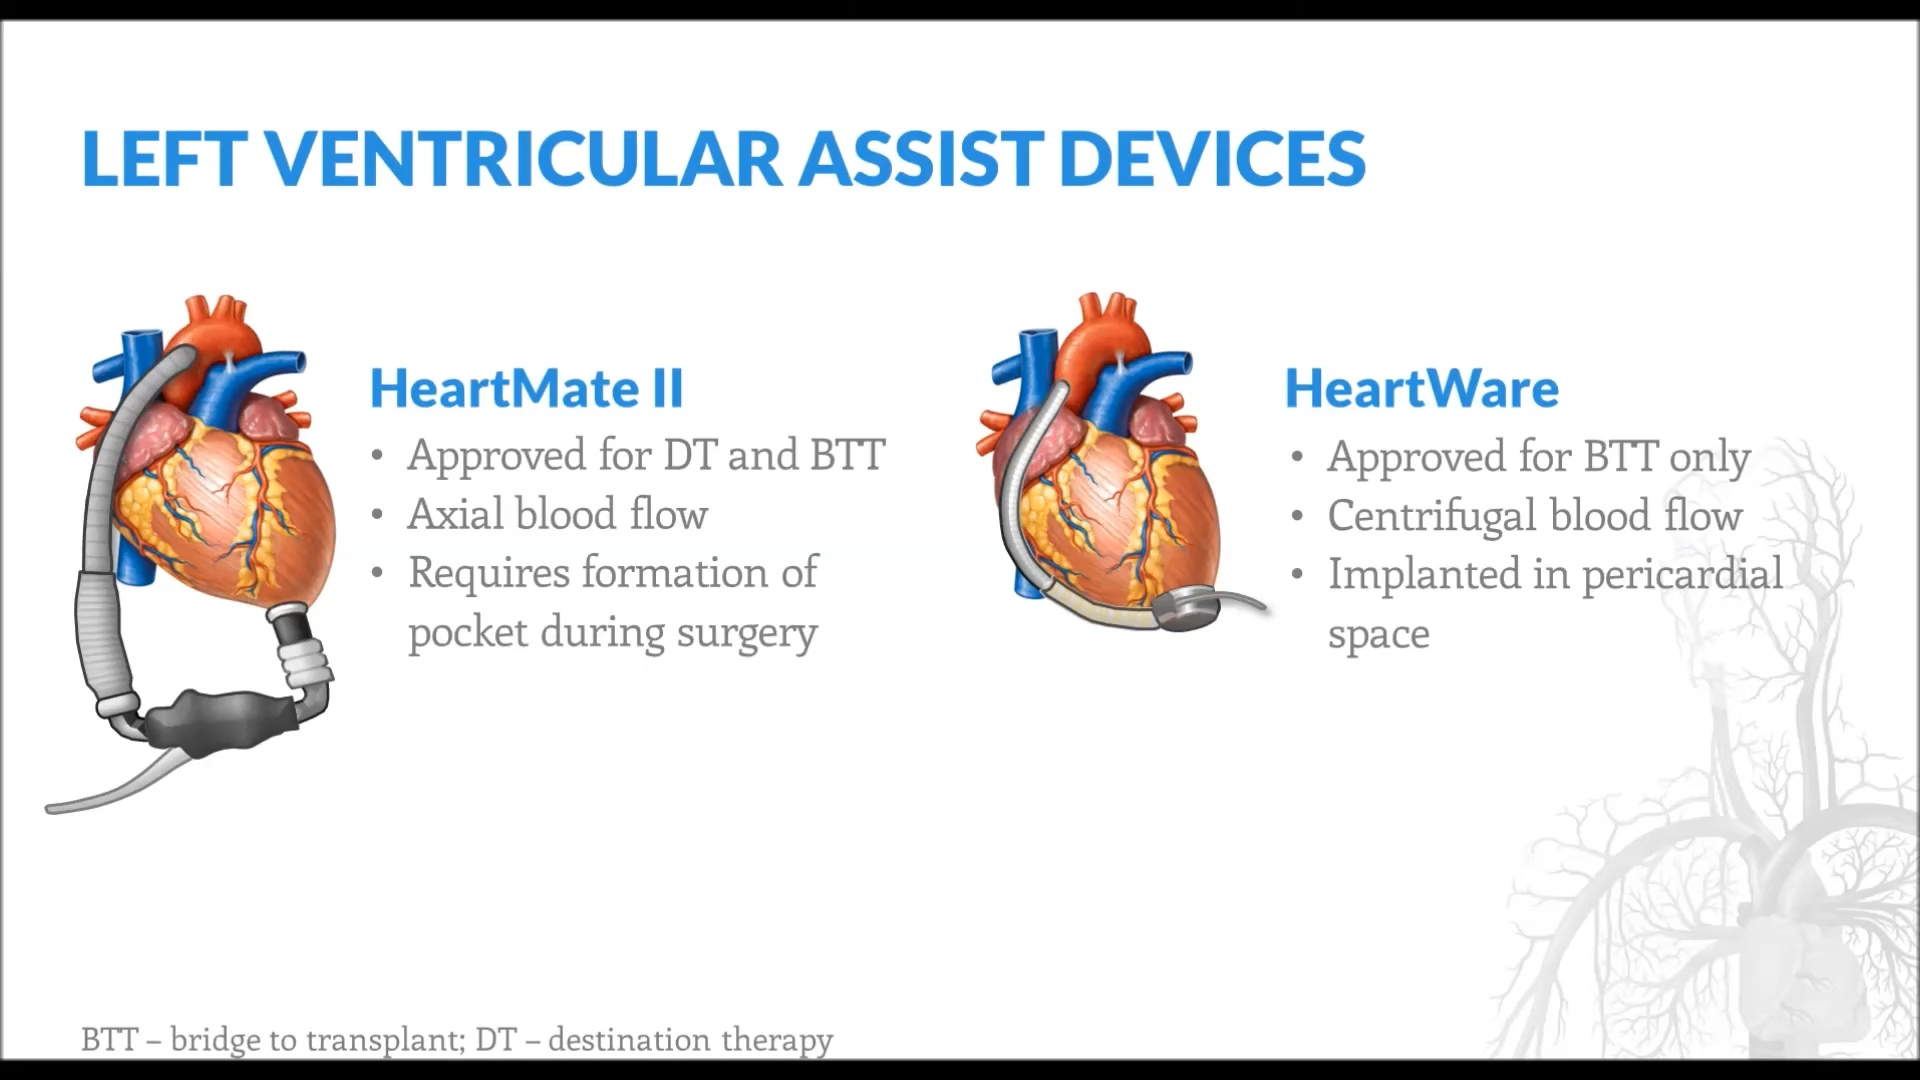 LEFT VENTRICULAR ASSIST DEVICES
HeartMate II
• Approved for DT and BTT
• Axial blood flow
• Requires formation of
pocket during surgery
HeartWare
• Approved for BTT only
• Centrifugal blood flow
• Implanted in pericardial
space
BTT – bridge to transplant; DT – destination therapy